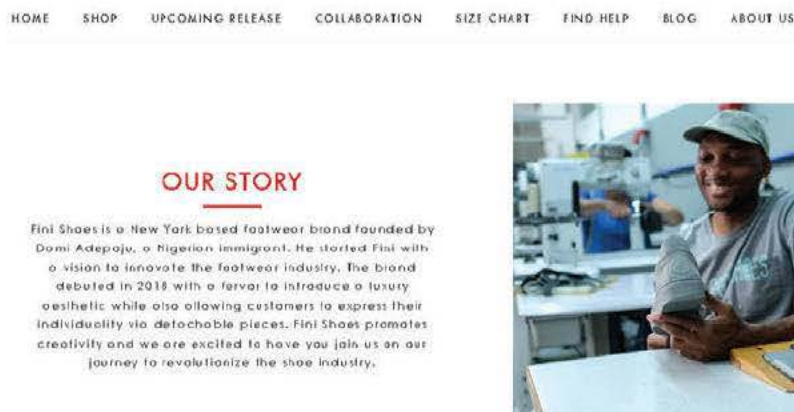 HOME SHOP UPCOMING RELEASE COLLABORATION SIZE CHART FIND HELP BLOG ABOUT US
OUR STORY
Fini Shoes is a New York based footwear brand founded by
Domi Adepoju, a Nigerian immigrant. He started Fini with
a vision to innovate the footwear industry. The brand
debuted in 2018 with a fervor to introduce a luxury
aesthetic while also allowing customers to express their
individuality via detachable pieces. Fini Shoes promotes
creativity and we are excited to have you join us on our
journey to revolutionize the shoe industry.